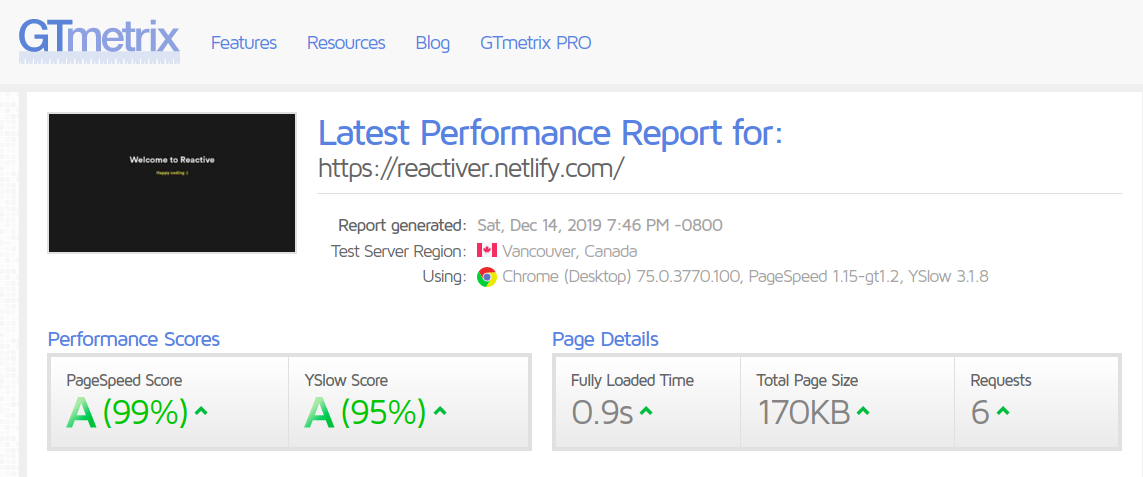 GTmetrix Features Resources Blog GTmetrix PRO
Welcome to Reactive
Happy coding :)
Latest Performance Report for:
https://reactiver.netlify.com/
Report generated: Sat, Dec 14, 2019 7:46 PM -0800
Test Server Region: Vancouver, Canada
Using: Chrome (Desktop) 75.0.3770.100, PageSpeed 1.15-gt1.2, YSlow 3.1.8
Performance Scores
PageSpeed Score YSlow Score
A (99%) A (95%)
Page Details
Fully Loaded Time Total Page Size Requests
0.9s 170KB 6